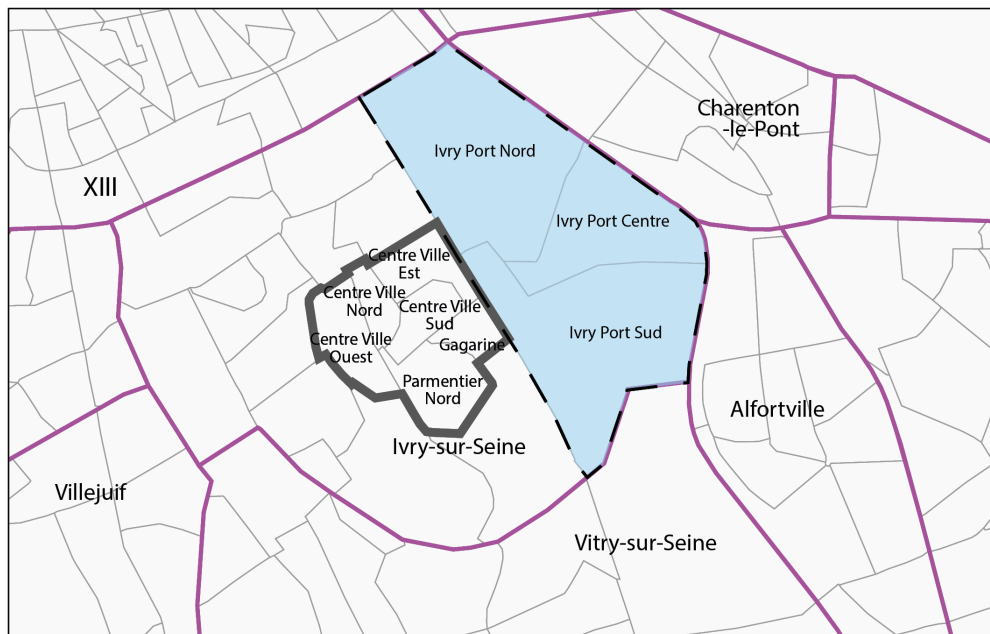 Charenton
-le-Pont
Ivry Port Nord
XIII
Ivry Port Centre
Centre Ville
Est
Centre Ville
Nord
Centre Ville
Sud
Ivry Port Sud
Centre Ville
Ouest
Gagarine
Parmentier
Nord
Alfortville
Ivry-sur-Seine
Villejuif
Vitry-sur-Seine